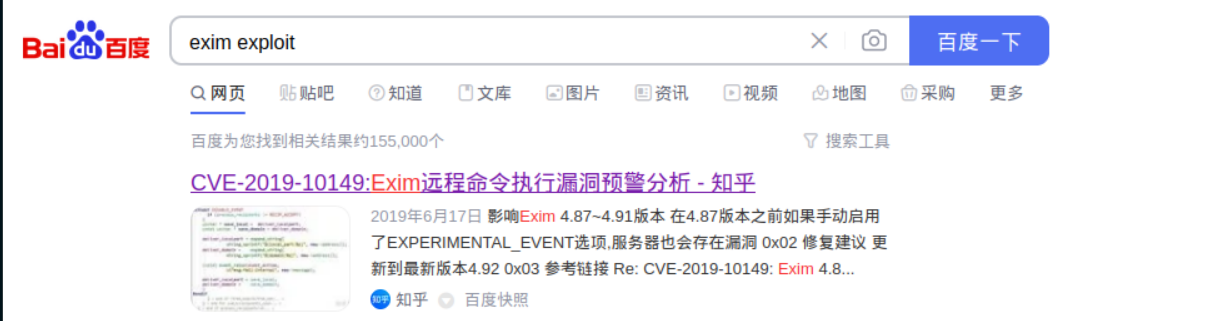 Bai du 百度
exim exploit
百度一下
网页 贴吧 知道 文库 图片 资讯 视频 地图 采购 更多
百度为您找到相关结果约155,000个
搜索工具
CVE-2019-10149:Exim远程命令执行漏洞预警分析 - 知乎
2019年6月17日 影响Exim 4.87~4.91版本 在4.87版本之前如果手动启用
了EXPERIMENTAL_EVENT选项,服务器也会存在漏洞 0x02 修复建议 更
新到最新版本4.92 0x03 参考链接 Re: CVE-2019-10149: Exim 4.8...
知乎 知乎 百度快照